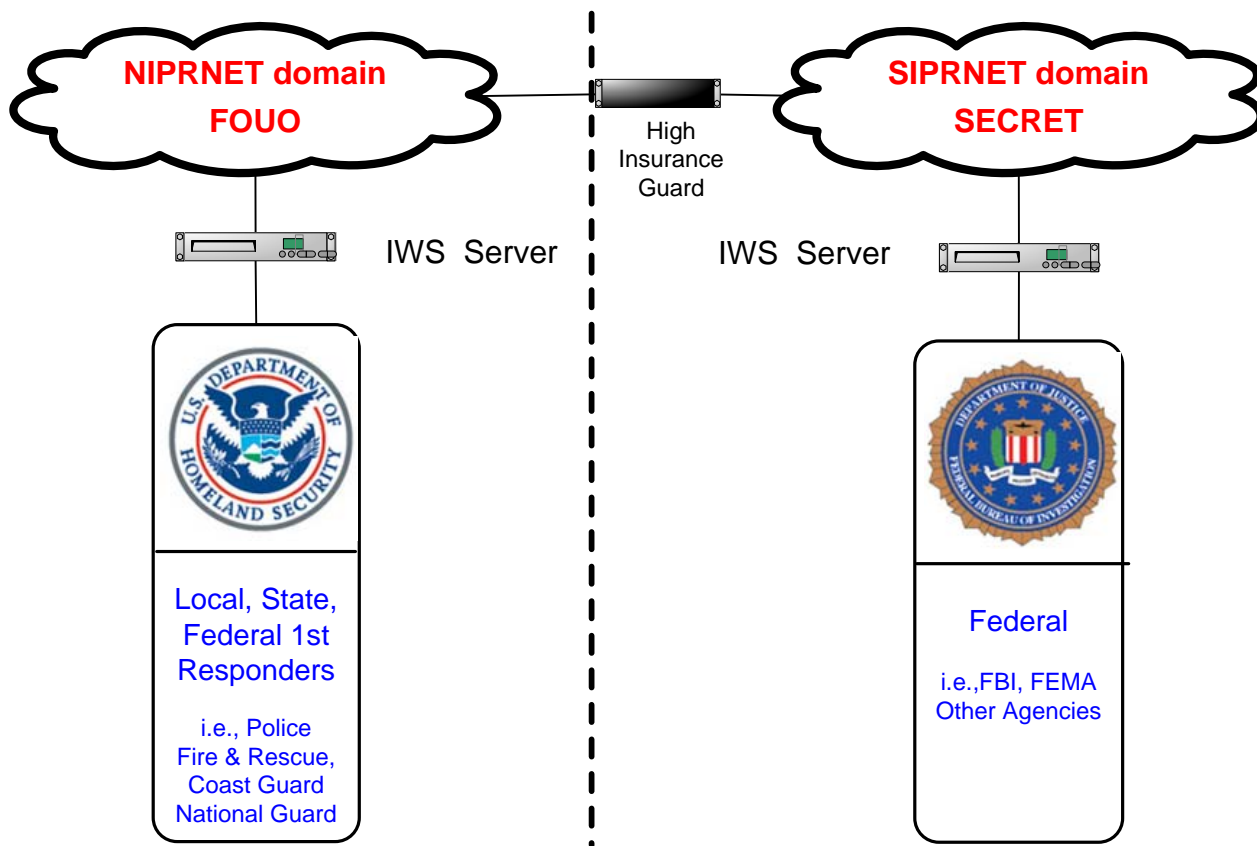 NIPRNET domain
FOUO
SIPRNET domain
SECRET
High
Insurance
Guard
IWS Server
IWS Server
U.S. DEPARTMENT OF
HOMELAND SECURITY
DEPARTMENT OF JUSTICE
FEDERAL BUREAU OF INVESTIGATION
Local, State,
Federal 1st
Responders
i.e., Police
Fire & Rescue,
Coast Guard
National Guard
Federal
i.e.,FBI, FEMA
Other Agencies